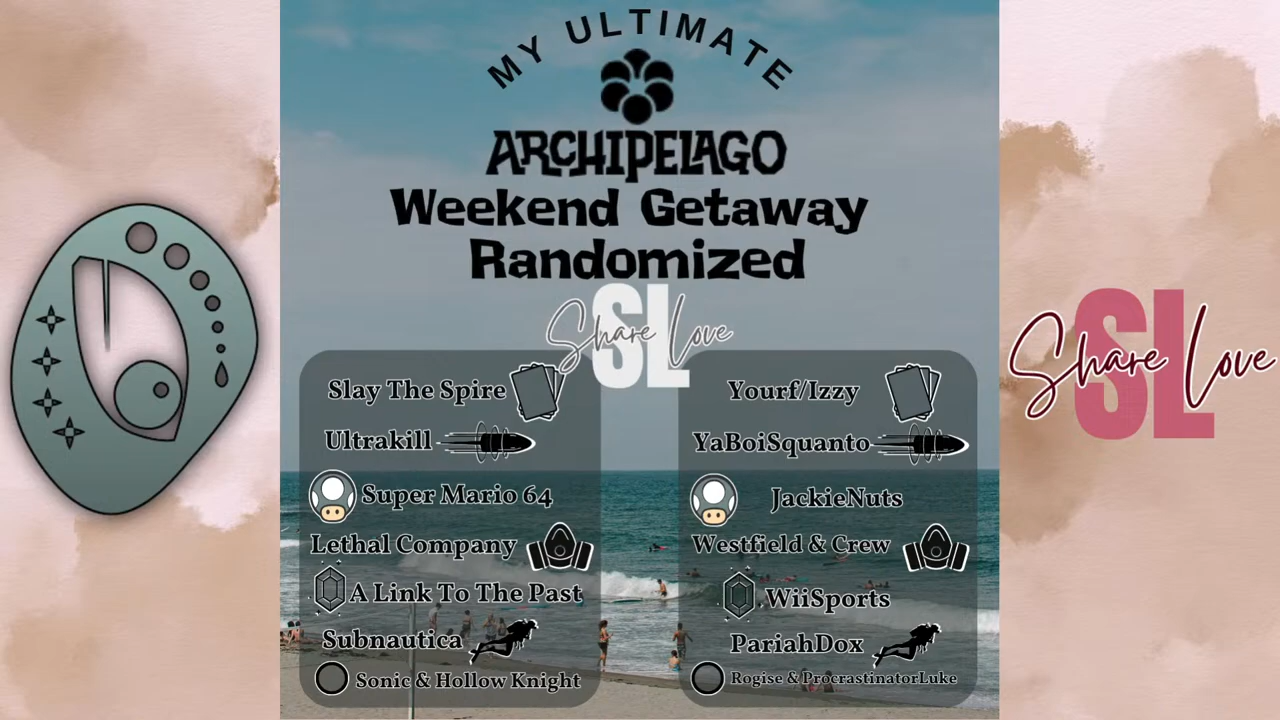 MY ULTIMATE
ARCHIPELAGO
Weekend Getaway
Randomized
SL
Share Love
Slay The Spire
Ultrakill
Super Mario 64
Lethal Company
A Link To The Past
Subnautica
Sonic & Hollow Knight
Yourf/Izzy
YaBoiSquanto
JackieNuts
Westfield & Crew
WiiSports
PariahDox
Rogise & ProcrastinatorLuke
SL
Share Love